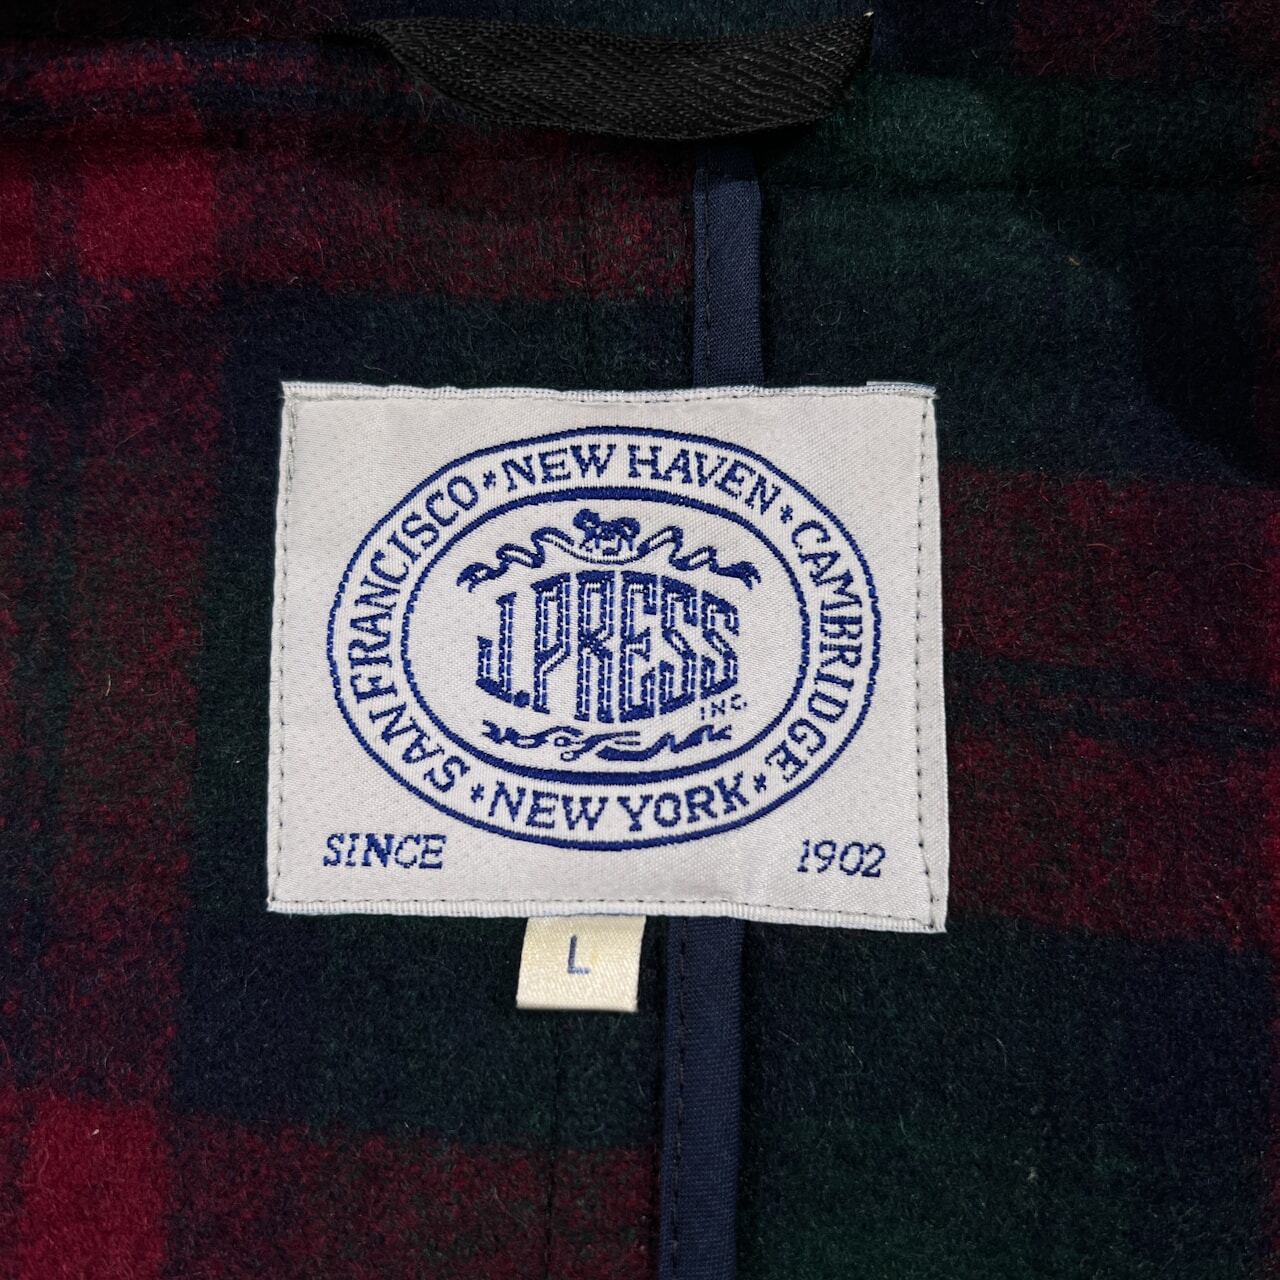 SAN FRANCISCO * NEW HAVEN * CAMBRIDGE * NEW YORK *
J.PRESS
INC.
SINCE 1902
L